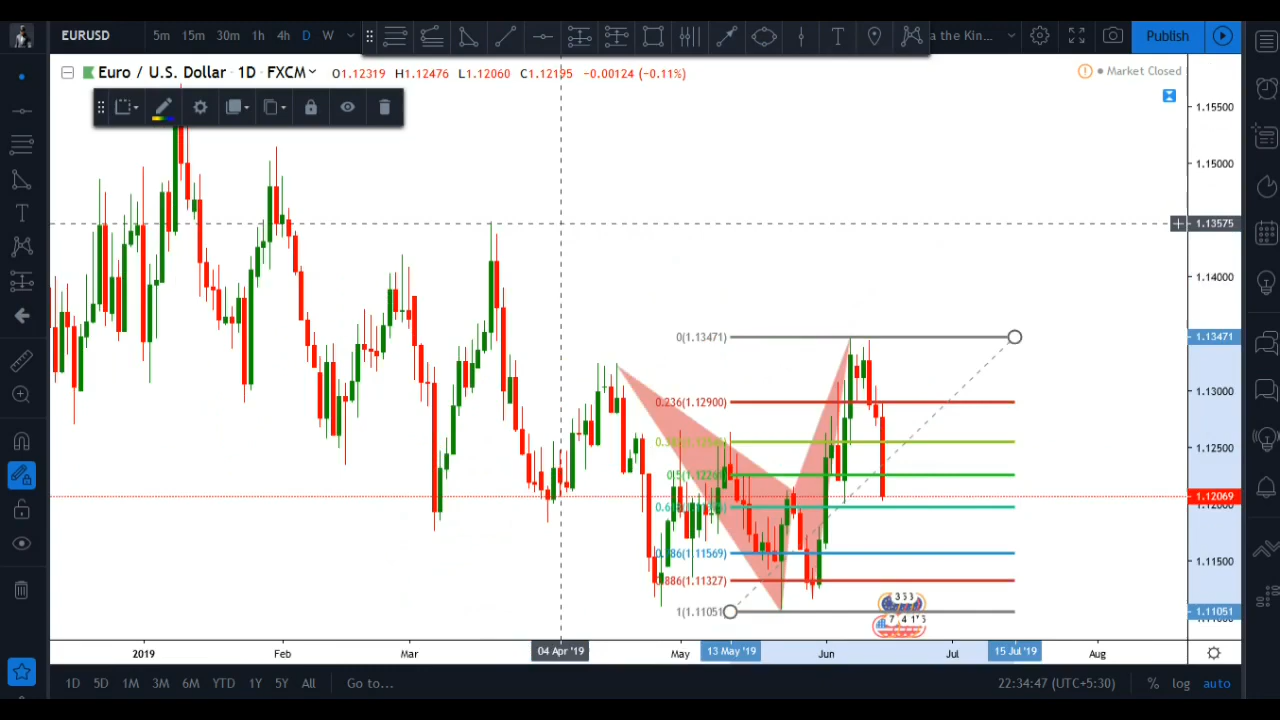 EURUSD 5m 15m 30m 1h 4h D W T a the Kin... Publish
Euro / U.S. Dollar 1D FXCM O1.12319 H1.12476 L1.12060 C1.12195 -0.00124 (-0.11%)
Market Closed
1.15500
1.15000
1.13575
1.14000
0(1.13471) 1.13471
1.13000
0.236(1.12900)
1.12500
1.12069
1.12000
0.786(1.11569)
1.11500
0.886(1.11327)
1(1.11051) 1.11051
2019 Feb Mar 04 Apr '19 May 13 May '19 Jun Jul 15 Jul '19 Aug
1D 5D 1M 3M 6M YTD 1Y 5Y All Go to... 22:34:47 (UTC+5:30) % log auto